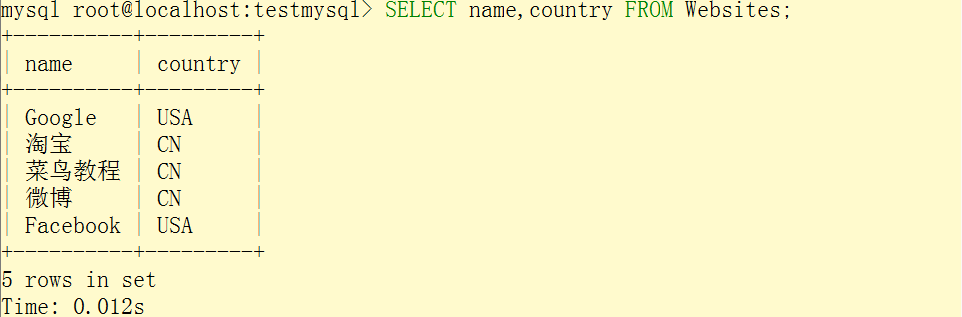 mysql root@localhost:testmysql> SELECT name,country FROM Websites;
+----------+---------+
| name     | country |
+----------+---------+
| Google   | USA     |
| 淘宝     | CN      |
| 菜鸟教程 | CN      |
| 微博     | CN      |
| Facebook | USA     |
+----------+---------+
5 rows in set
Time: 0.012s